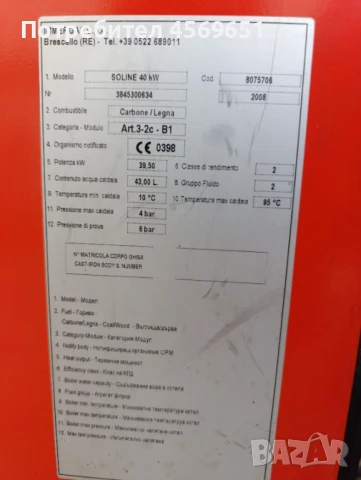 Потребител 4569651
Brescello (RE) - Tel. +39 0522 689011
1. Modello SOLINE 40 kW Cod. 8075706
Nr 3845300634 2008
2. Combustibile Carbone / Legna
3. Categoria - Modulo Art.3-2c - B1
4. Organismo notificato CE 0398
5. Potenza kW 39,50 6. Classe di rendimento 2
7. Contenuto acqua caldaia 43,00 L. 8. Gruppo Fluido 2
9. Temperatura min caldaia 10 °C 10. Temperatura max caldaia 95 °C
11. Pressione max caldaia 4 bar
12. Pressione di prova 6 bar
N° MATRICOLA CORPO GHISA
CAST-IRON BODY S. NUMBER
1. Model - Модел
2. Fuel - Гориво
Carbone/Legna - Coal/Wood - Въглища/дърва
3. Category - Module - Категория-Модул
4. Notify body - Нотифициращ организъм
5. Heat output - Топлинна мощност
6. Efficiency class - Клас на КПД
7. Boiler water capacity - Съдържание вода в котела
8. Fluid group -
9. Boiler min. temperature - Минимална температура котел
10. Boiler max. temperature - Максимална температура котел
11. Boiler max pressure - Максимално налягане котел
12. Max test pressure - Изпитателно налягане
BAZAR
bg